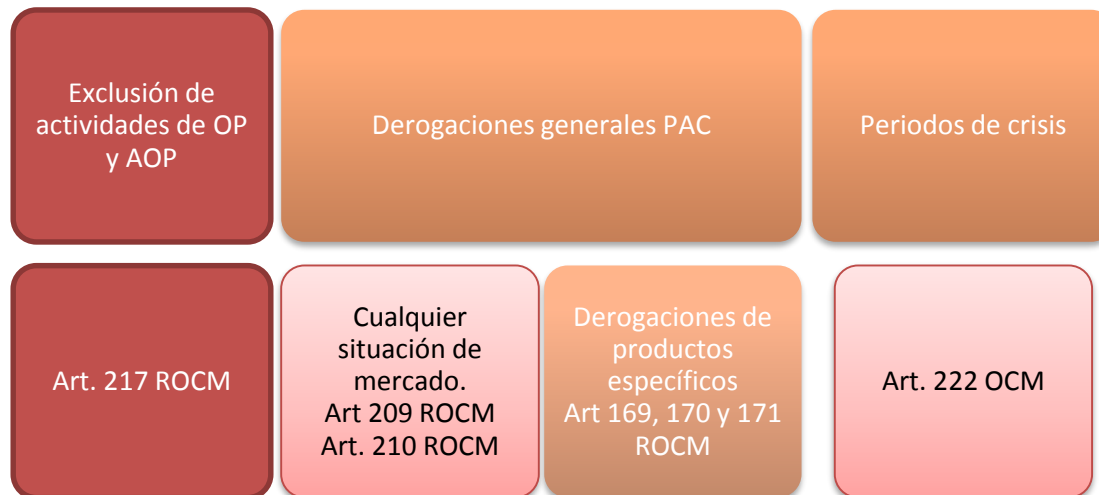 Exclusión de
actividades de OP
y AOP
Derogaciones generales PAC
Periodos de crisis
Art. 217 ROCM
Cualquier
situación de
mercado.
Art 209 ROCM
Art. 210 ROCM
Derogaciones de
productos
específicos
Art 169, 170 y 171
ROCM
Art. 222 OCM